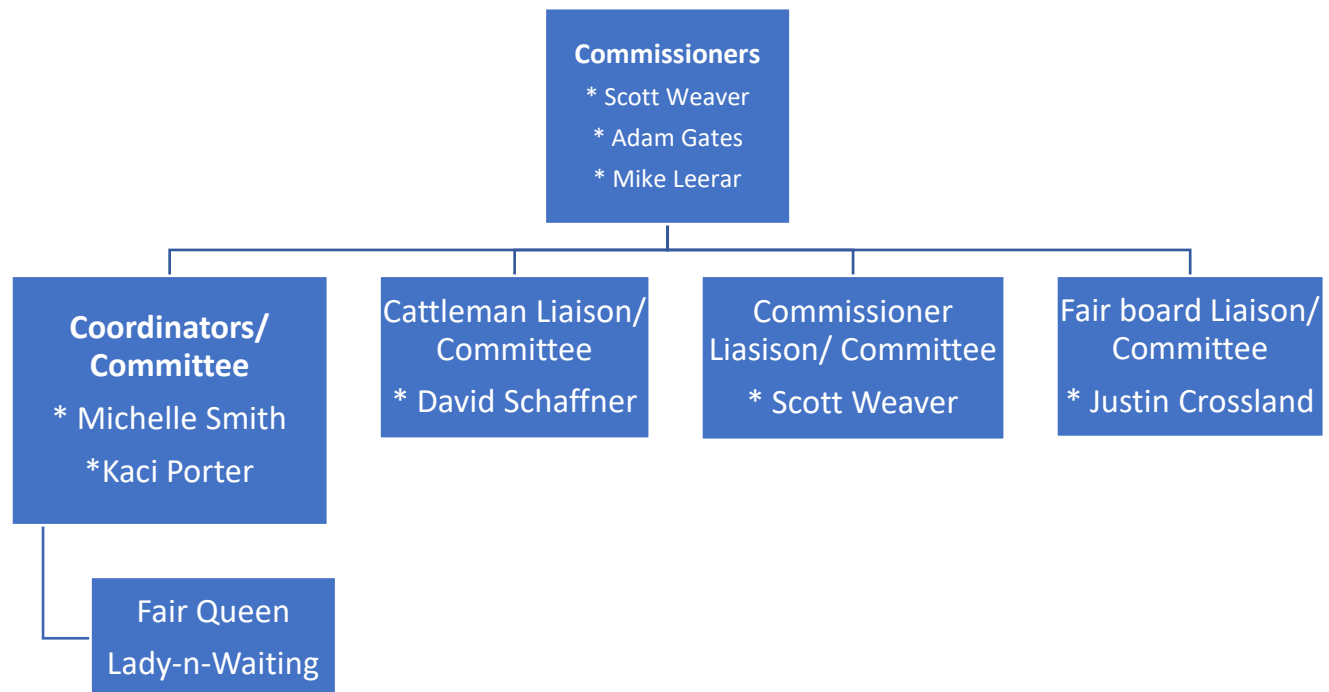 Commissioners
* Scott Weaver
* Adam Gates
* Mike Leerar
Coordinators/
Committee
* Michelle Smith
*Kaci Porter
Cattleman Liaison/
Committee
* David Schaffner
Commissioner
Liasison/ Committee
* Scott Weaver
Fair board Liaison/
Committee
* Justin Crossland
Fair Queen
Lady-n-Waiting